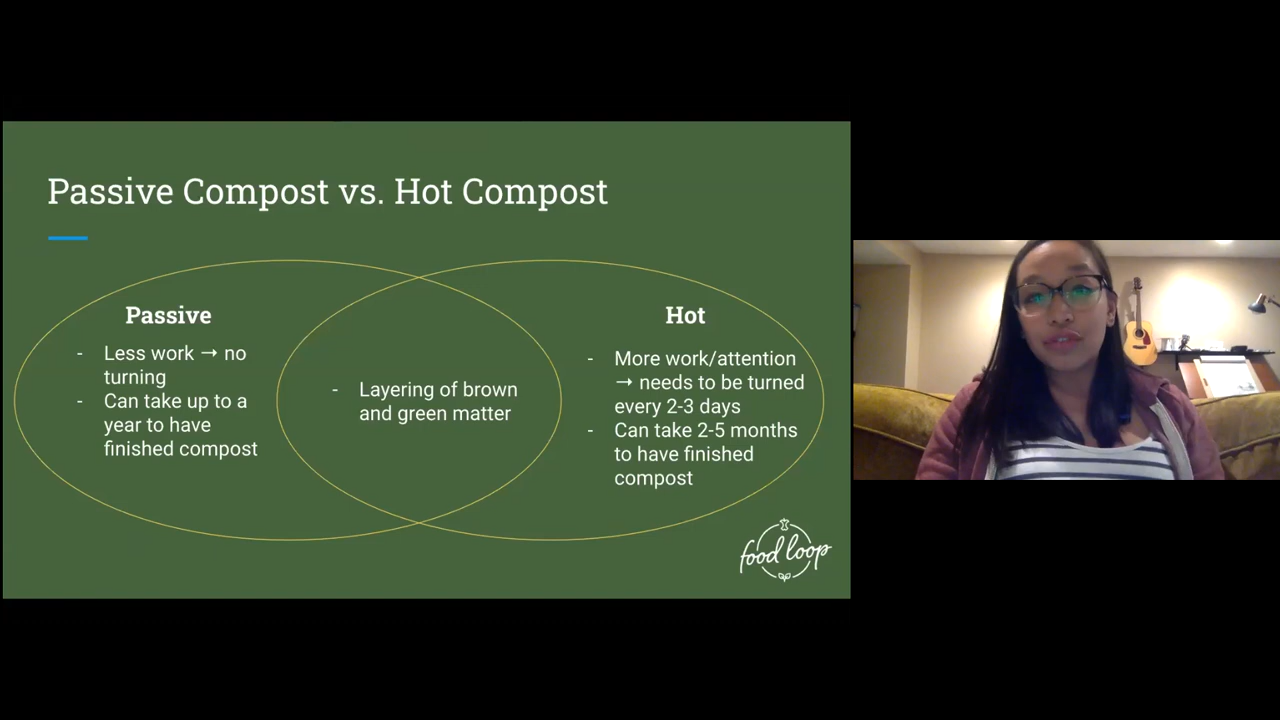 Passive Compost vs. Hot Compost
Passive
- Less work → no
turning
- Can take up to a
year to have
finished compost
- Layering of brown
and green matter
Hot
- More work/attention
→ needs to be turned
every 2-3 days
- Can take 2-5 months
to have finished
compost
food loop